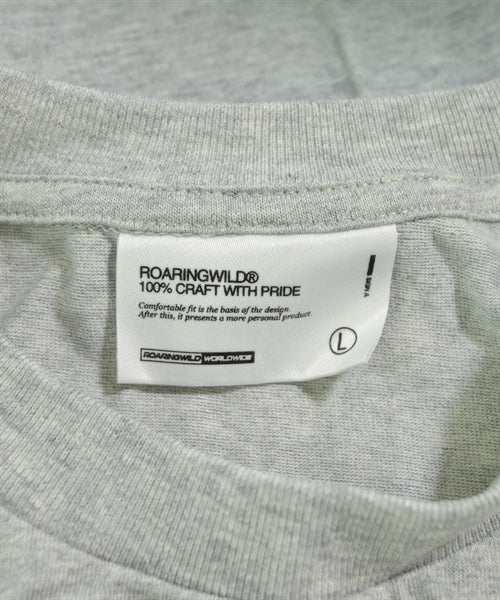 ROARINGWILD®
100% CRAFT WITH PRIDE
Comfortable fit is the basis of the design.
After this, it presents a more personal product.
ROARINGWILD WORLDWIDE
SIGN A
L